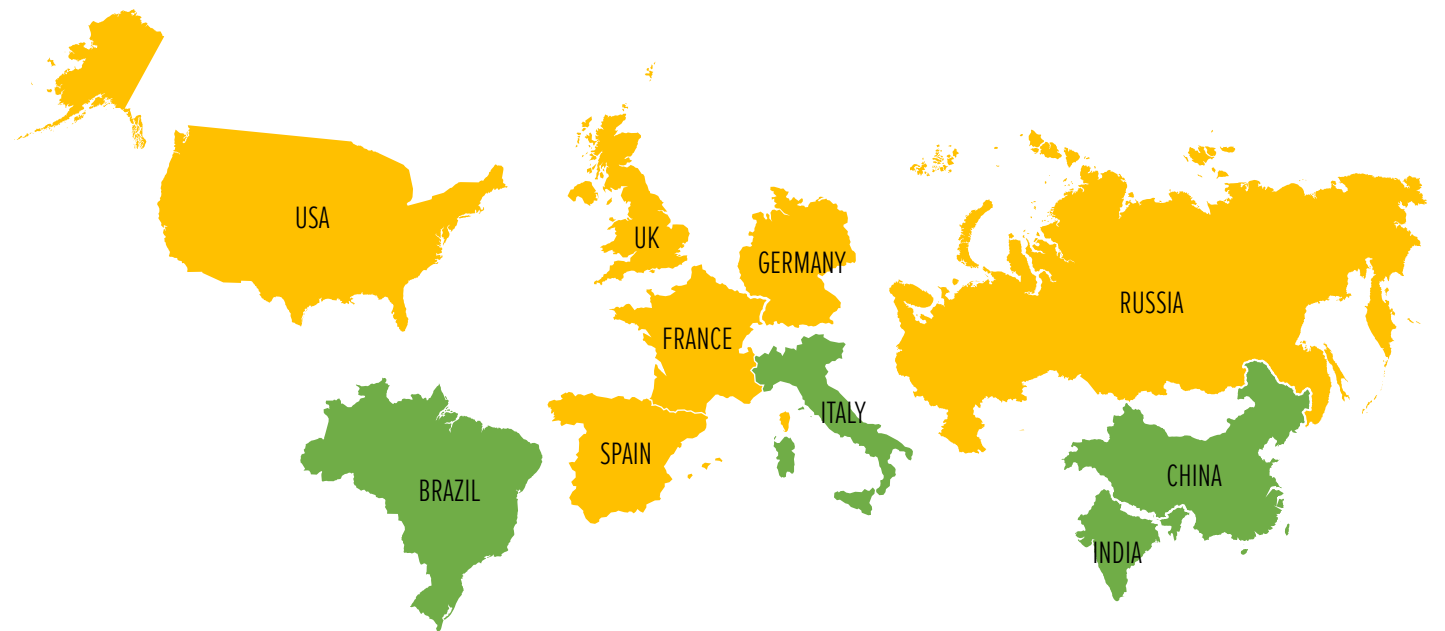 USA
UK
GERMANY
RUSSIA
FRANCE
ITALY
SPAIN
BRAZIL
CHINA
INDIA